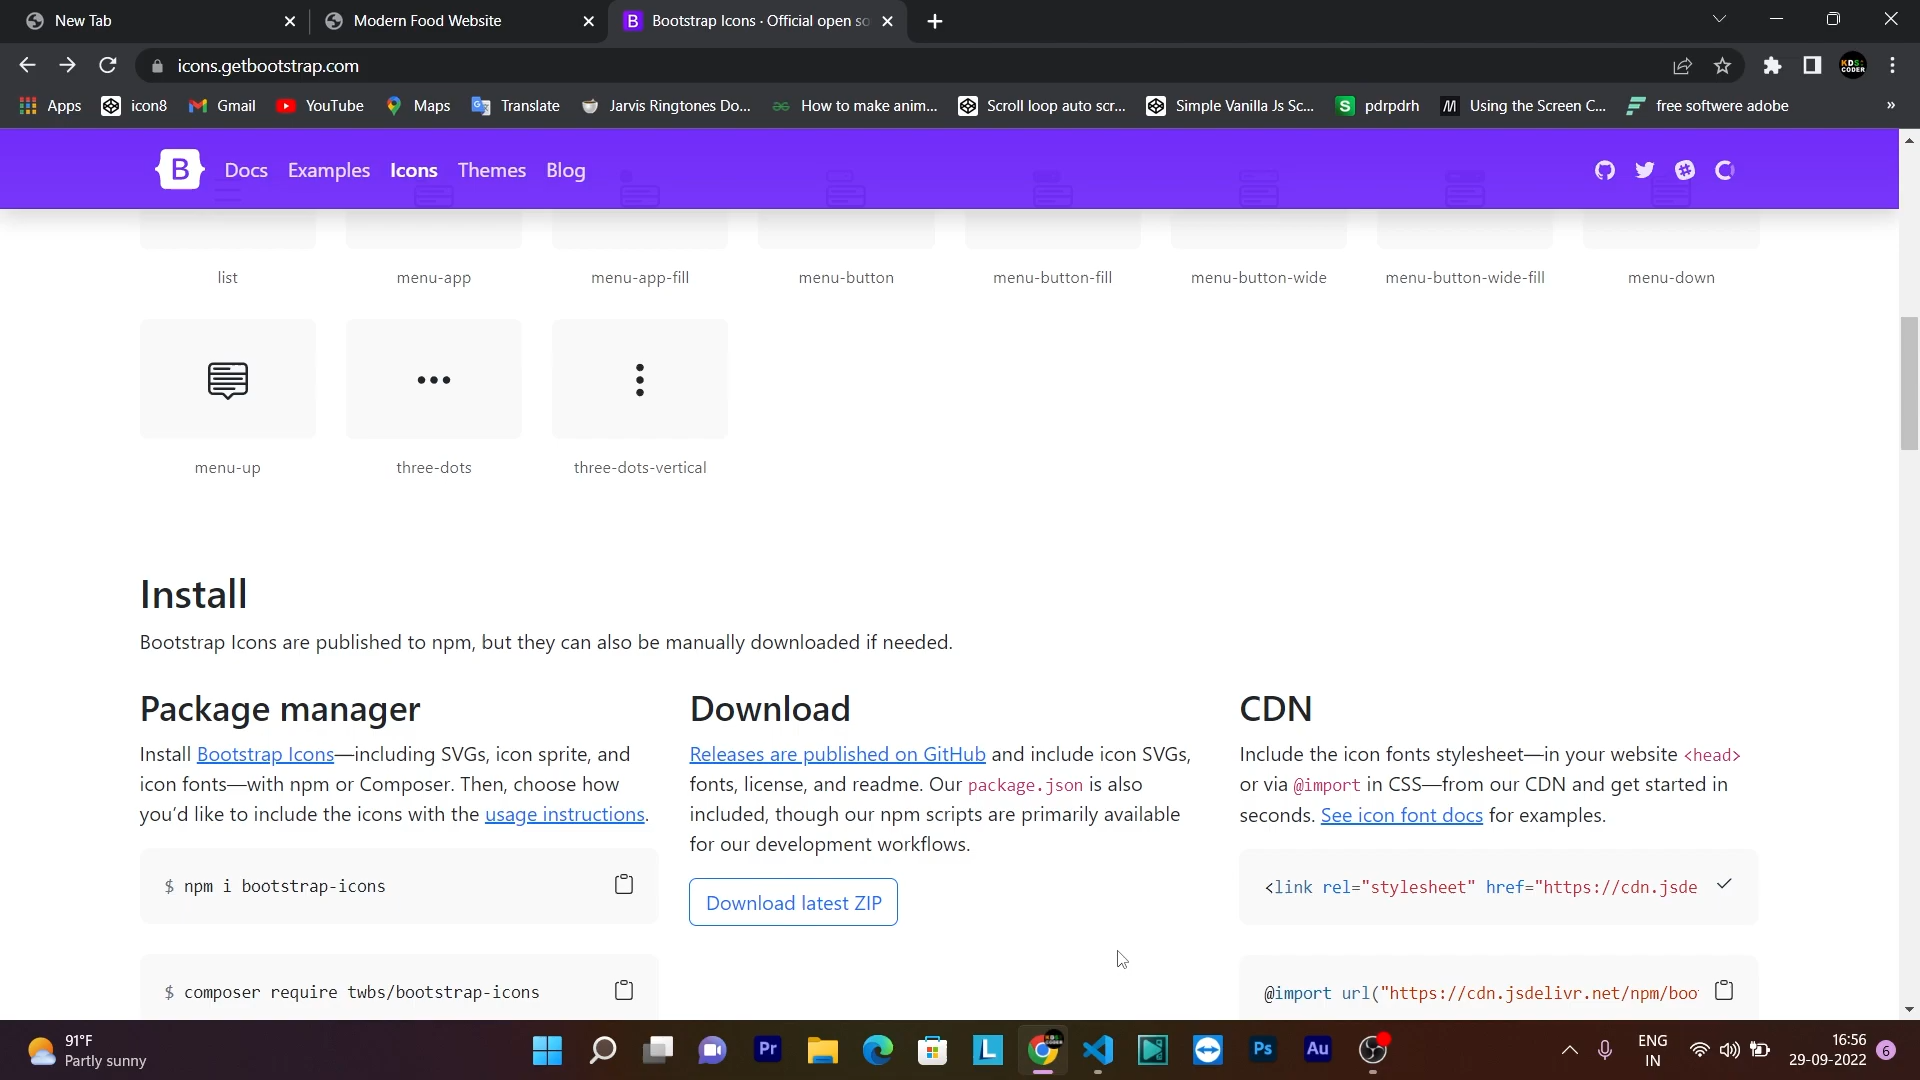 New Tab
Modern Food Website
B Bootstrap Icons · Official open so
icons.getbootstrap.com
KDS: CODER
Apps icon8 Gmail YouTube Maps Translate Jarvis Ringtones Do... How to make anim... Scroll loop auto scr... Simple Vanilla Js Sc... S pdrpdrh M Using the Screen C... free softwere adobe »
B Docs Examples Icons Themes Blog
list menu-app menu-app-fill menu-button menu-button-fill menu-button-wide menu-button-wide-fill menu-down
menu-up three-dots three-dots-vertical
Install
Bootstrap Icons are published to npm, but they can also be manually downloaded if needed.
Package manager
Install Bootstrap Icons—including SVGs, icon sprite, and
icon fonts—with npm or Composer. Then, choose how
you’d like to include the icons with the usage instructions.
$ npm i bootstrap-icons
$ composer require twbs/bootstrap-icons
Download
Releases are published on GitHub and include icon SVGs,
fonts, license, and readme. Our package.json is also
included, though our npm scripts are primarily available
for our development workflows.
Download latest ZIP
CDN
Include the icon fonts stylesheet—in your website <head>
or via @import in CSS—from our CDN and get started in
seconds. See icon font docs for examples.
<link rel="stylesheet" href="https://cdn.jsde
@import url("https://cdn.jsdelivr.net/npm/boo
91°F
Partly sunny
Pr
L
Ps
Au
ENG
IN
16:56
29-09-2022
6